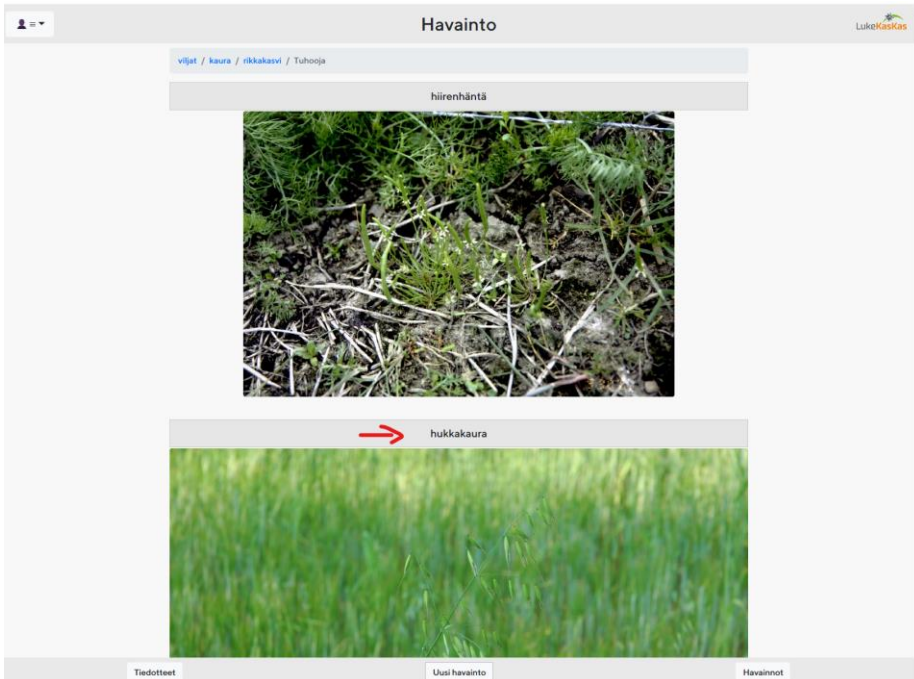 Havainto
LukeKasKas
viljat / kaura / rikkakasvi / Tuhooja
hiirenhäntä
hukkakaura
Tiedotteet
Uusi havainto
Havainnot